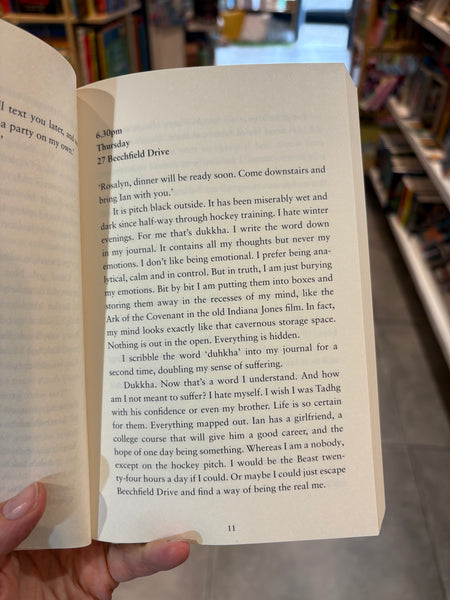 ll text you later, and
a party on my own.'
6.30pm
Thursday
27 Beechfield Drive
'Rosalyn, dinner will be ready soon. Come downstairs and
bring Ian with you.'
It is pitch black outside. It has been miserably wet and
dark since half-way through hockey training. I hate winter
evenings. For me that's dukkha. I write the word down
in my journal. It contains all my thoughts but never my
emotions. I don't like being emotional. I prefer being ana-
lytical, calm and in control. But in truth, I am just burying
my emotions. Bit by bit I am putting them into boxes and
storing them away in the recesses of my mind, like the
Ark of the Covenant in the old Indiana Jones film. In fact,
my mind looks exactly like that cavernous storage space.
Nothing is out in the open. Everything is hidden.
I scribble the word 'duhkha' into my journal for a
second time, doubling my sense of suffering.
Dukkha. Now that's a word I understand. And how
am I not meant to suffer? I hate myself. I wish I was Tadhg
with his confidence or even my brother. Life is so certain
for them. Everything mapped out. Ian has a girlfriend, a
college course that will give him a good career, and the
hope of one day being something. Whereas I am a nobody,
except on the hockey pitch. I would be the Beast twen-
ty-four hours a day if I could. Or maybe I could just escape
Beechfield Drive and find a way of being the real me.
11